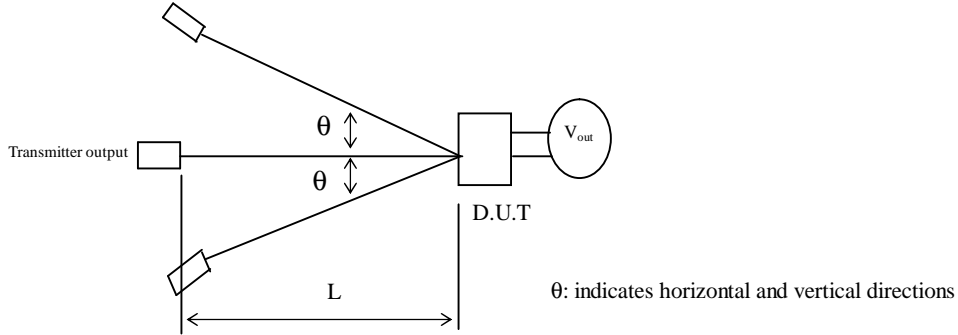 θ
V_out
Transmitter output
θ
D.U.T
L
θ: indicates horizontal and vertical directions